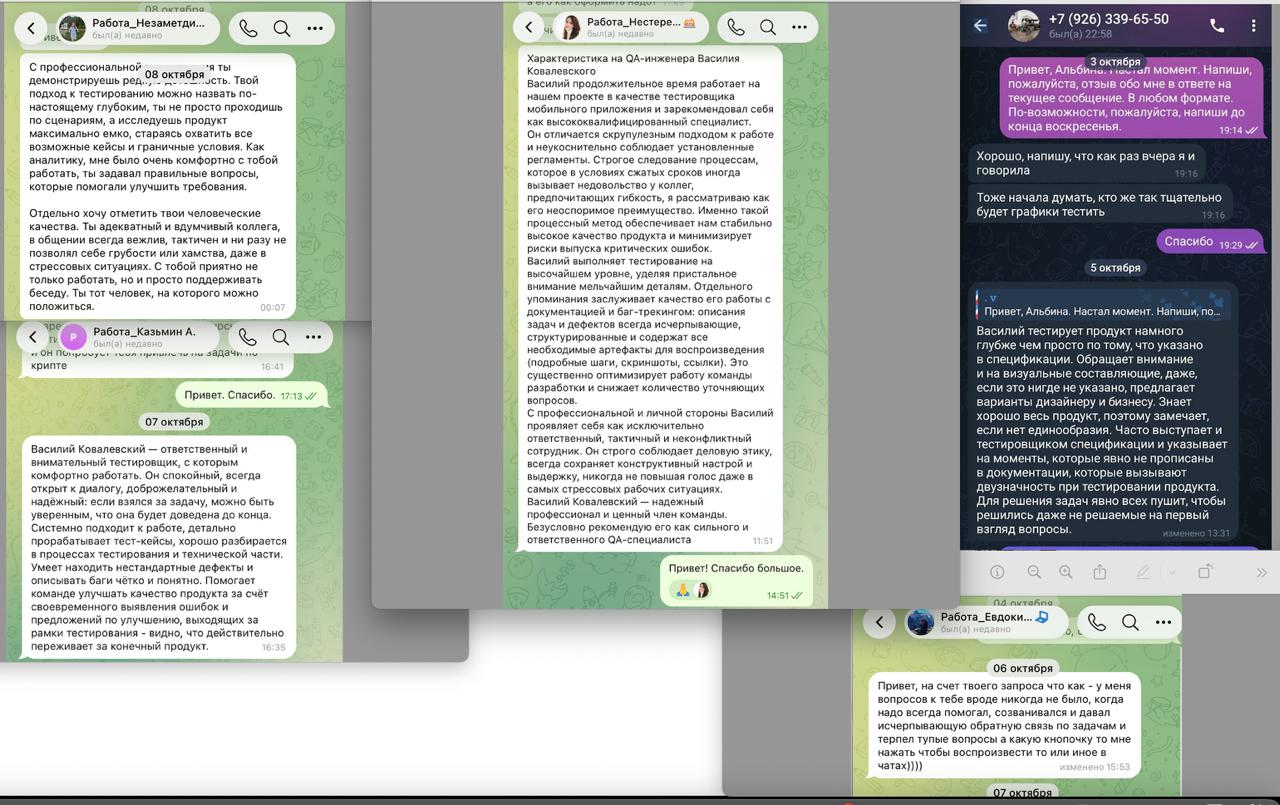 08 октября
Работа_Незаметди...
был(а) недавно
08 октября
С профессиональной
демонстрируешь
подход к тестированию можно назвать по-
настоящему глубоким, ты не просто проходишь
по сценариям, а исследуешь продукт
максимально емко, стараясь охватить все
возможные кейсы и граничные условия. Как
аналитику, мне было очень комфортно с тобой
работать, ты задавал правильные вопросы,
которые помогали улучшить требования.
Отдельно хочу отметить твои человеческие
качества. Ты адекватный и вдумчивый коллега,
в общении всегда вежлив, тактичен и ни разу не
позволял себе грубости или хамства, даже в
стрессовых ситуациях. С тобой приятно не
только работать, но и просто поддерживать
беседу. Ты тот человек, на которого можно
положиться.
00:07
Р
Работа_Казьмин А.
был(а) недавно
и он попробует тебя привлечь на задачи по
крипте
16:41
Привет. Спасибо. 17:13
07 октября
Василий Ковалевский — ответственный и
внимательный тестировщик, с которым
комфортно работать. Он спокойный, всегда
открыт к диалогу, доброжелательный и
надёжный: если взялся за задачу, можно быть
уверенным, что она будет доведена до конца.
Системно подходит к работе, детально
прорабатывает тест-кейсы, хорошо разбирается
в процессах тестирования и технической части.
Умеет находить нестандартные дефекты и
описывать баги чётко и понятно. Помогает
команде улучшать качество продукта за счёт
своевременного выявления ошибок и
предложений по улучшению, выходящих за
рамки тестирования - видно, что действительно
переживает за конечный продукт.
16:35
Работа_Нестере...
был(а) недавно
Характеристика на QA-инженера Василия
Ковалевского
Василий продолжительное время работает на
нашем проекте в качестве тестировщика
мобильного приложения и зарекомендовал себя
как высококвалифицированный специалист.
Он отличается скрупулезным подходом к работе
и неукоснительно соблюдает установленные
регламенты. Строгое следование процессам,
которое в условиях сжатых сроков иногда
вызывает недовольство у коллег,
предпочитающих гибкость, я рассматриваю как
его неоспоримое преимущество. Именно такой
процессный метод обеспечивает нам стабильно
высокое качество продукта и минимизирует
риски выпуска критических ошибок.
Василий выполняет тестирование на
высочайшем уровне, уделяя пристальное
внимание мельчайшим деталям. Отдельного
упоминания заслуживает качество его работы с
документацией и баг-трекингом: описания
задач и дефектов всегда исчерпывающие,
структурированные и содержат все
необходимые артефакты для воспроизведения
(подробные шаги, скриншоты, ссылки). Это
существенно оптимизирует работу команды
разработки и снижает количество уточняющих
вопросов.
С профессиональной и личной стороны Василий
проявляет себя как исключительно
ответственный, тактичный и неконфликтный
сотрудник. Он строго соблюдает деловую этику,
всегда сохраняет конструктивный настрой и
выдержку, никогда не повышая голос даже в
самых стрессовых рабочих ситуациях.
Василий Ковалевский — надежный
профессионал и ценный член команды.
Безусловно рекомендую его как сильного и
ответственного QA-специалиста
11:51
Привет! Спасибо большое.
14:51
+7 (926) 339-65-50
был(а) 22:58
3 октября
Привет, Альбина. Настал момент. Напиши,
пожалуйста, отзыв обо мне в ответе на
текущее сообщение. В любом формате.
По-возможности, пожалуйста, напиши до
конца воскресенья.
19:14
Хорошо, напишу, что как раз вчера я и
говорила
19:16
Тоже начала думать, кто же так тщательно
будет графики тестить
19:16
Спасибо 19:29
5 октября
Привет, Альбина. Настал момент. Напиши, по...
Василий тестирует продукт намного
глубже чем просто по тому, что указано
в спецификации. Обращает внимание
и на визуальные составляющие, даже,
если это нигде не указано, предлагает
варианты дизайнеру и бизнесу. Знает
хорошо весь продукт, поэтому замечает,
если нет единообразия. Часто выступает и
тестировщиком спецификации и указывает
на моменты, которые явно не прописаны
в документации, которые вызывают
двузначность при тестировании продукта.
Для решения задач явно всех пушит, чтобы
решились даже не решаемые на первый
взгляд вопросы.
изменено 13:31
04 октября
Работа_Евдоки...
был(а) недавно
06 октября
Привет, на счет твоего запроса что как - у меня
вопросов к тебе вроде никогда не было, когда
надо всегда помогал, созванивался и давал
исчерпывающую обратную связь по задачам и
терпел тупые вопросы а какую кнопочку то мне
нажать чтобы воспроизвести то или иное в
чатах))))
изменено 15:53
07 октября